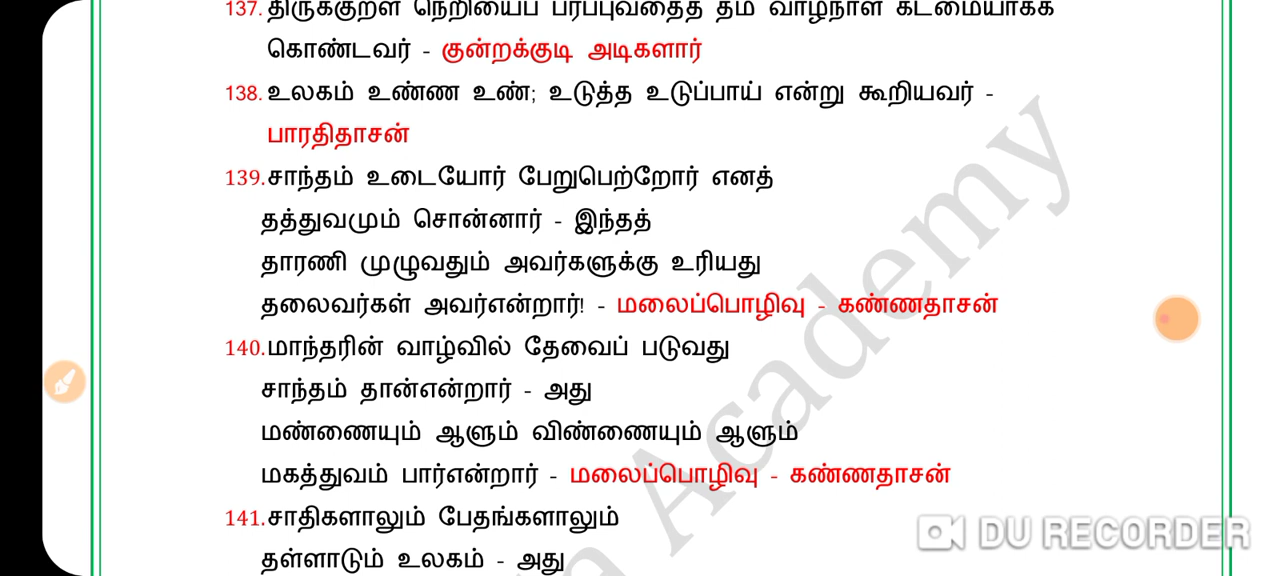 137. திருக்குறள் நெறியைப் பரப்புவதைத் தம் வாழ்நாள் கடமையாகக்
கொண்டவர் - குன்றக்குடி அடிகளார்
138. உலகம் உண்ண உண்; உடுத்த உடுப்பாய் என்று கூறியவர் -
பாரதிதாசன்
139.சாந்தம் உடையோர் பேறுபெற்றோர் எனத்
தத்துவமும் சொன்னார் - இந்தத்
தாரணி முழுவதும் அவர்களுக்கு உரியது
தலைவர்கள் அவர்என்றார்! - மலைப்பொழிவு - கண்ணதாசன்
140.மாந்தரின் வாழ்வில் தேவைப் படுவது
சாந்தம் தான்என்றார் - அது
மண்ணையும் ஆளும் விண்ணையும் ஆளும்
மகத்துவம் பார்என்றார் - மலைப்பொழிவு - கண்ணதாசன்
141.சாதிகளாலும் பேதங்களாலும்
தள்ளாடும் உலகம் - அது
Academy
DU RECORDER